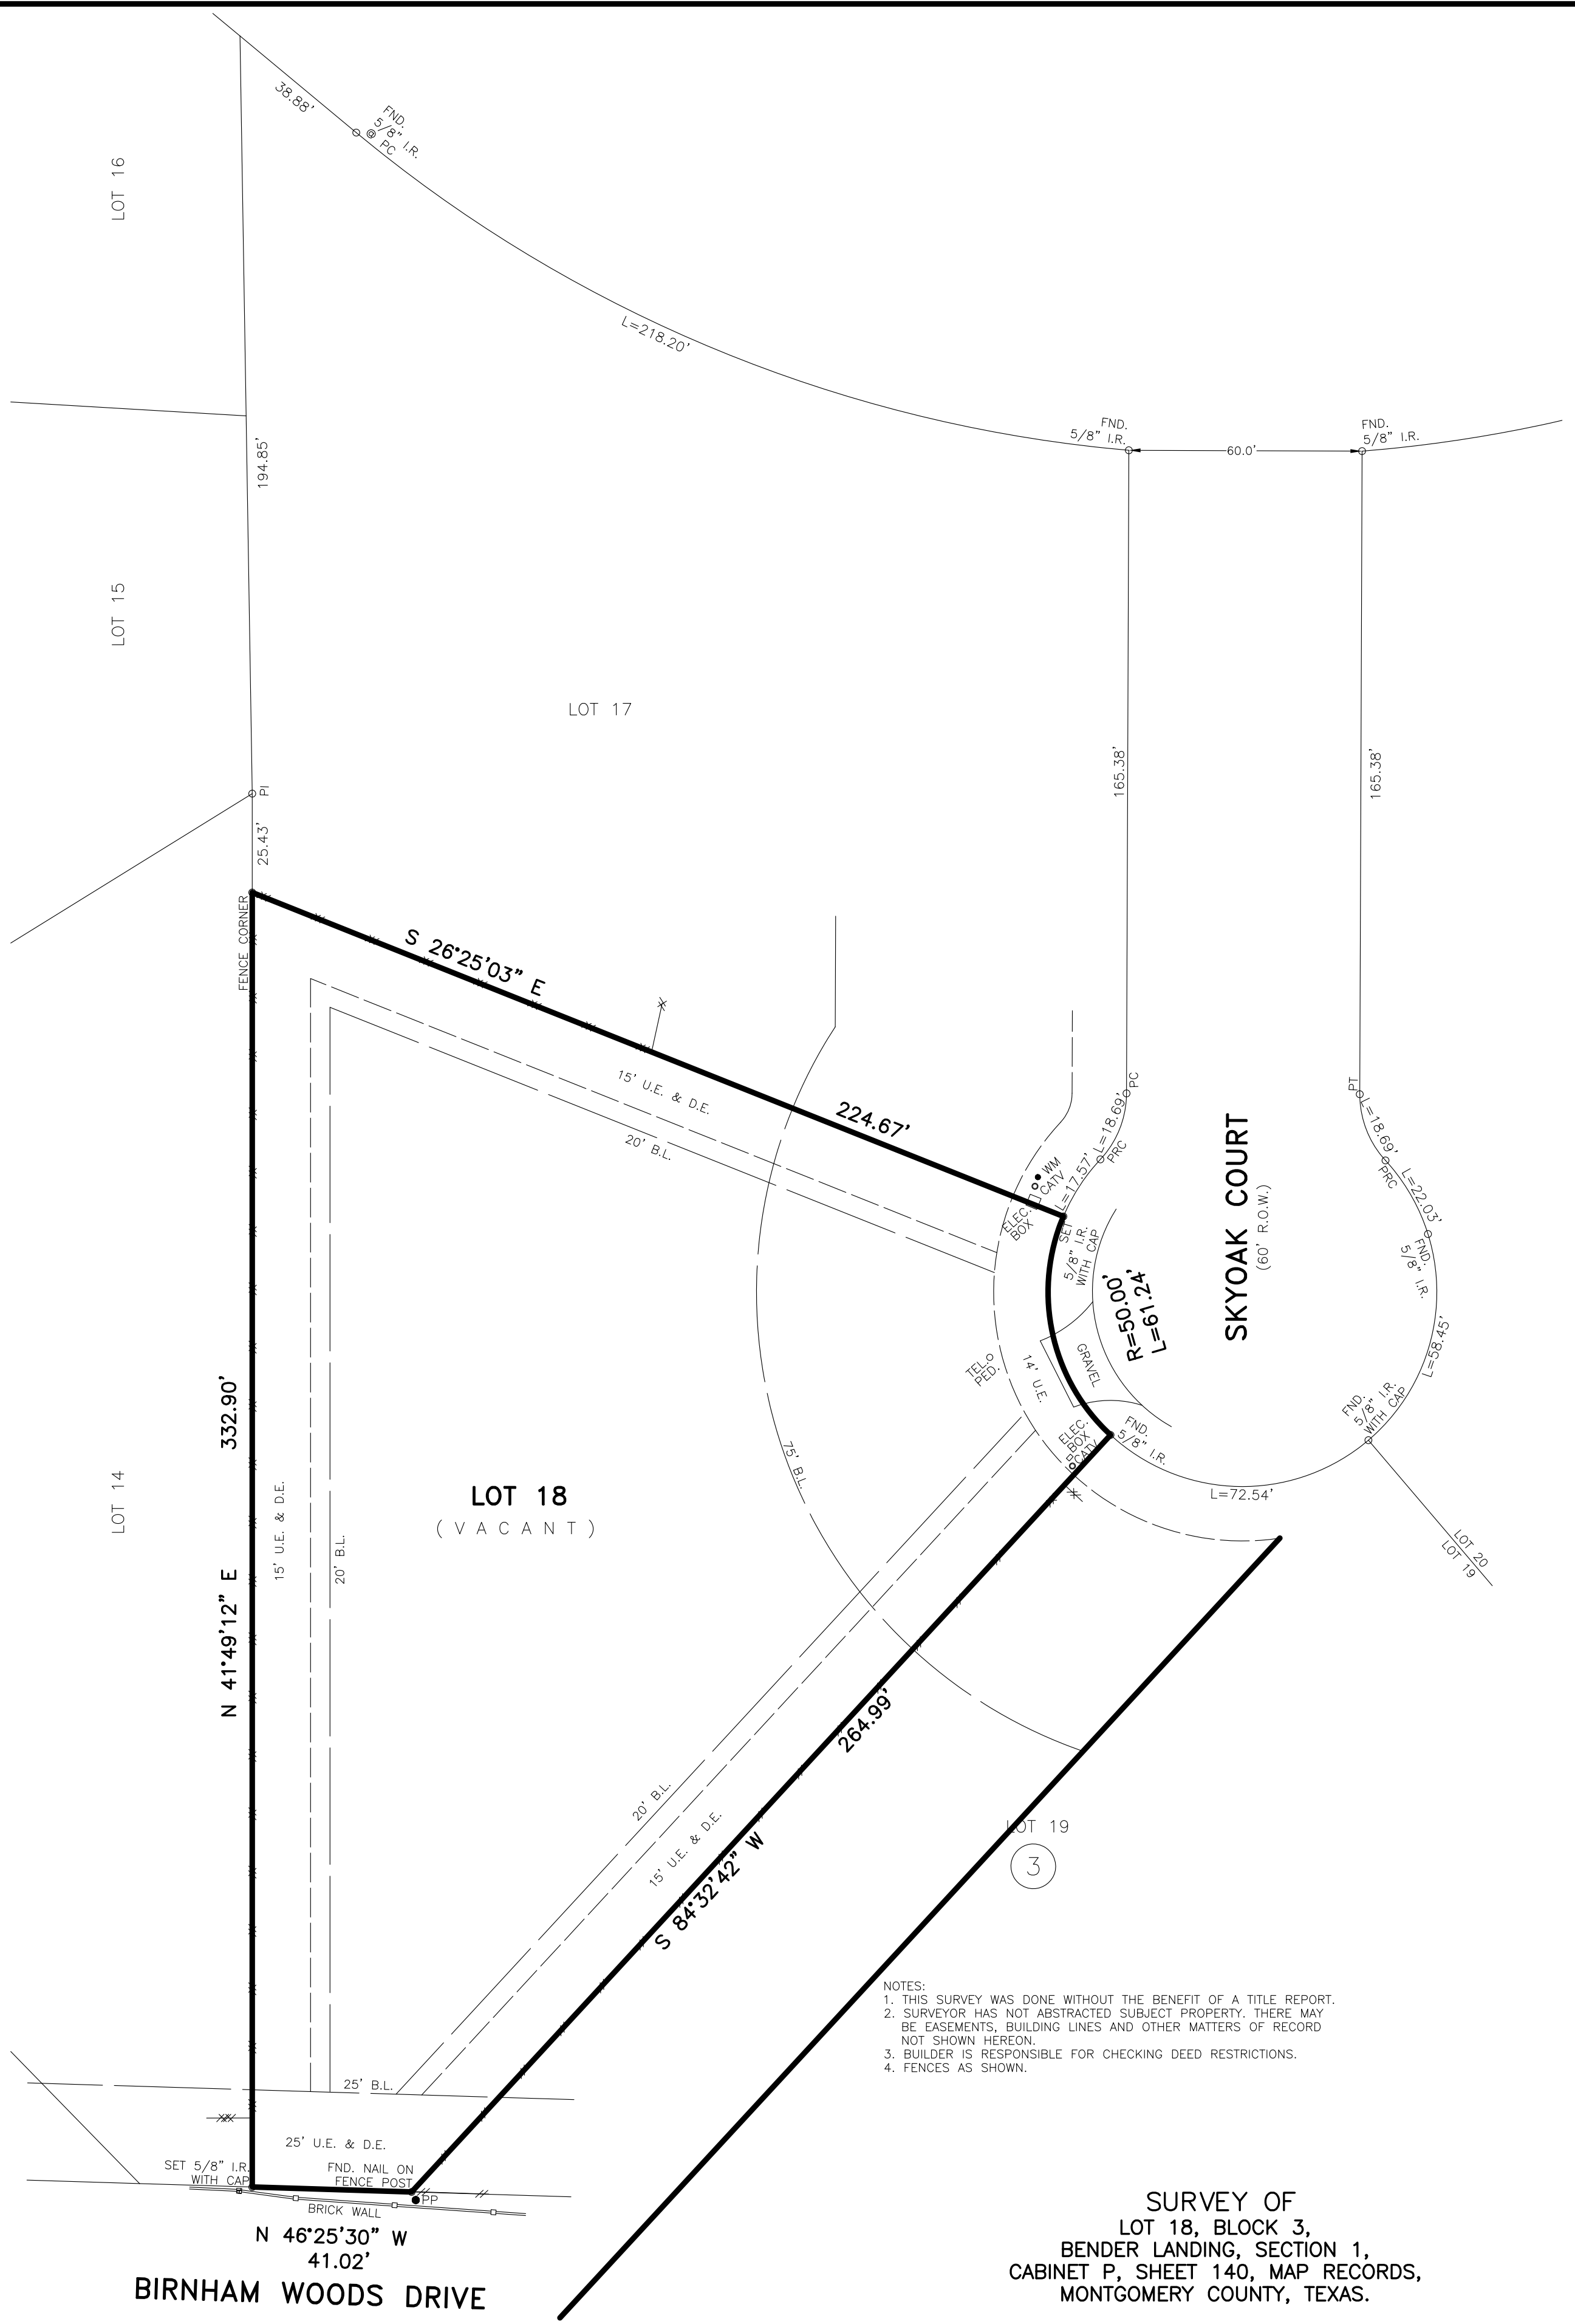 38.88'
FND.
5/8" I.R.
@ PC
LOT 16
L=218.20'
194.85'
FND.
5/8" I.R.
60.0'
FND.
5/8" I.R.
LOT 15
LOT 17
165.38'
165.38'
PI
25.43'
FENCE CORNER
S 26°25'03" E
15' U.E. & D.E.
20' B.L.
224.67'
PC
L=18.69'
PRC
L=17.57'
WM
CATV
ELEC.
BOX
SET
5/8" I.R.
WITH CAP
PT
L=18.69'
PRC
L=22.03'
FND.
5/8" I.R.
SKYOAK COURT
(60' R.O.W.)
R=50.00'
L=61.24'
GRAVEL
14' U.E.
TEL.
PED.
L=58.45'
FND.
5/8" I.R.
WITH CAP
FND.
5/8" I.R.
ELEC.
BOX
CATV
L=72.54'
75' B.L.
LOT 20
LOT 19
332.90'
N 41°49'12" E
LOT 14
15' U.E. & D.E.
20' B.L.
LOT 18
(VACANT)
264.99'
S 84°32'42" W
20' B.L.
15' U.E. & D.E.
LOT 19
3
NOTES:
1. THIS SURVEY WAS DONE WITHOUT THE BENEFIT OF A TITLE REPORT.
2. SURVEYOR HAS NOT ABSTRACTED SUBJECT PROPERTY. THERE MAY
BE EASEMENTS, BUILDING LINES AND OTHER MATTERS OF RECORD
NOT SHOWN HEREON.
3. BUILDER IS RESPONSIBLE FOR CHECKING DEED RESTRICTIONS.
4. FENCES AS SHOWN.
25' B.L.
25' U.E. & D.E.
SET 5/8" I.R.
WITH CAP
FND. NAIL ON
FENCE POST
PP
BRICK WALL
N 46°25'30" W
41.02'
BIRNHAM WOODS DRIVE
SURVEY OF
LOT 18, BLOCK 3,
BENDER LANDING, SECTION 1,
CABINET P, SHEET 140, MAP RECORDS,
MONTGOMERY COUNTY, TEXAS.